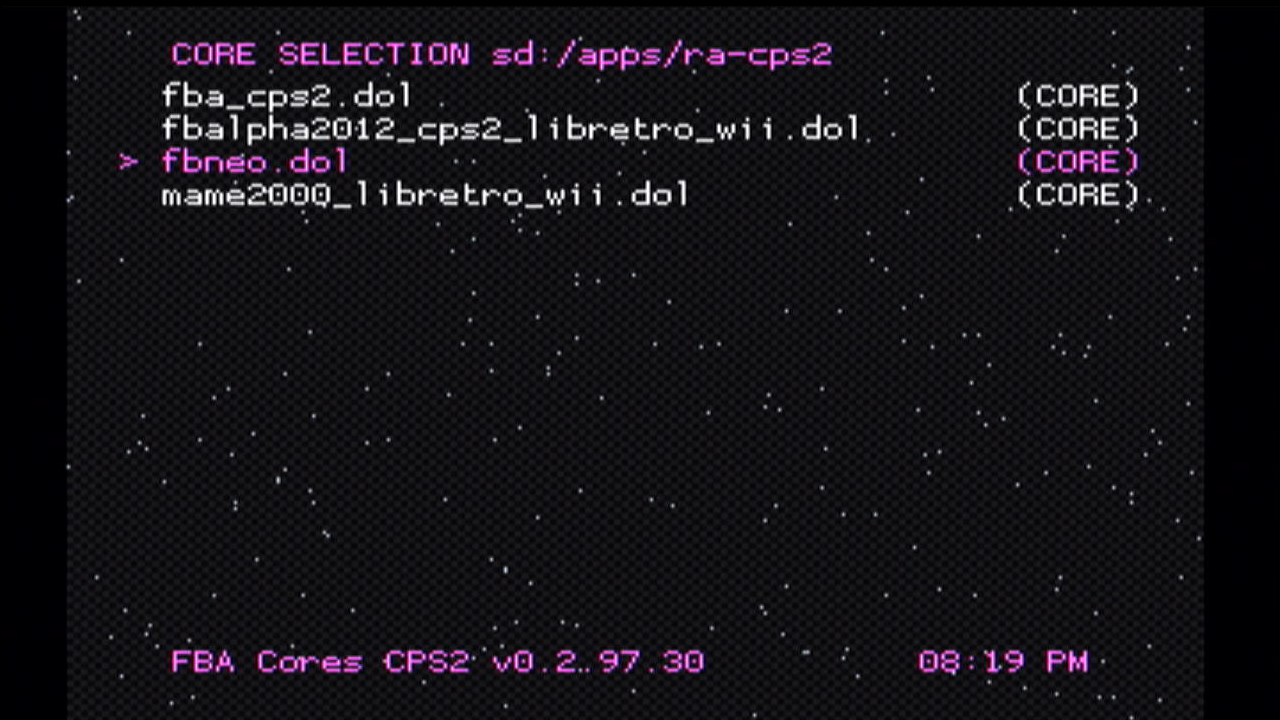 CORE SELECTION sd:/apps/ra-cps2
fba_cps2.dol (CORE)
fbalpha2012_cps2_libretro_wii.dol (CORE)
> fbneo.dol (CORE)
mame2000_libretro_wii.dol (CORE)
FBA Cores CPS2 v0.2.97.30 08:19 PM